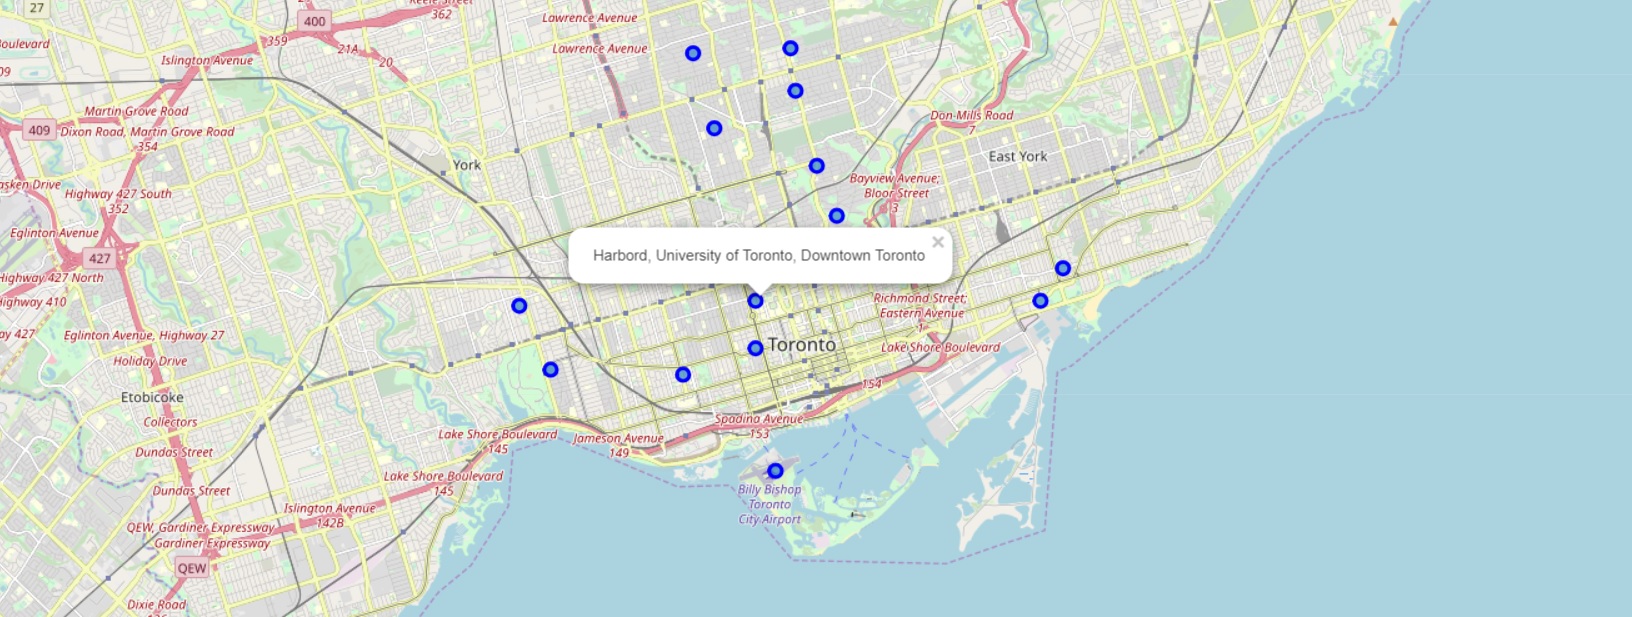 27
400
Keele Street
362
Lawrence Avenue
359
21A
20
Islington Avenue
Lawrence Avenue
Boulevard
09
Martin Grove Road
409
Dixon Road, Martin Grove Road
354
Don-Mills Road
7
York
East York
asken Drive
Highway 427 South
352
Bayview Avenue;
Bloor Street
3
Eglinton Avenue
427
Harbord, University of Toronto, Downtown Toronto
×
Highway 427 North
Highway 410
ay 427
Eglinton Avenue, Highway 27
Holiday Drive
Richmond Street;
Eastern Avenue
1
Toronto
Lake Shore Boulevard
154
Etobicoke
Collectors
Dundas Street
Spadina Avenue
153
Lake Shore Boulevard
145
Jameson Avenue
149
Lake Shore Boulevard
145
Dundas Street
Billy Bishop
Toronto
City Airport
Islington Avenue
142B
QEW, Gardiner Expressway
Gardiner Expressway
QEW
Dixie Road